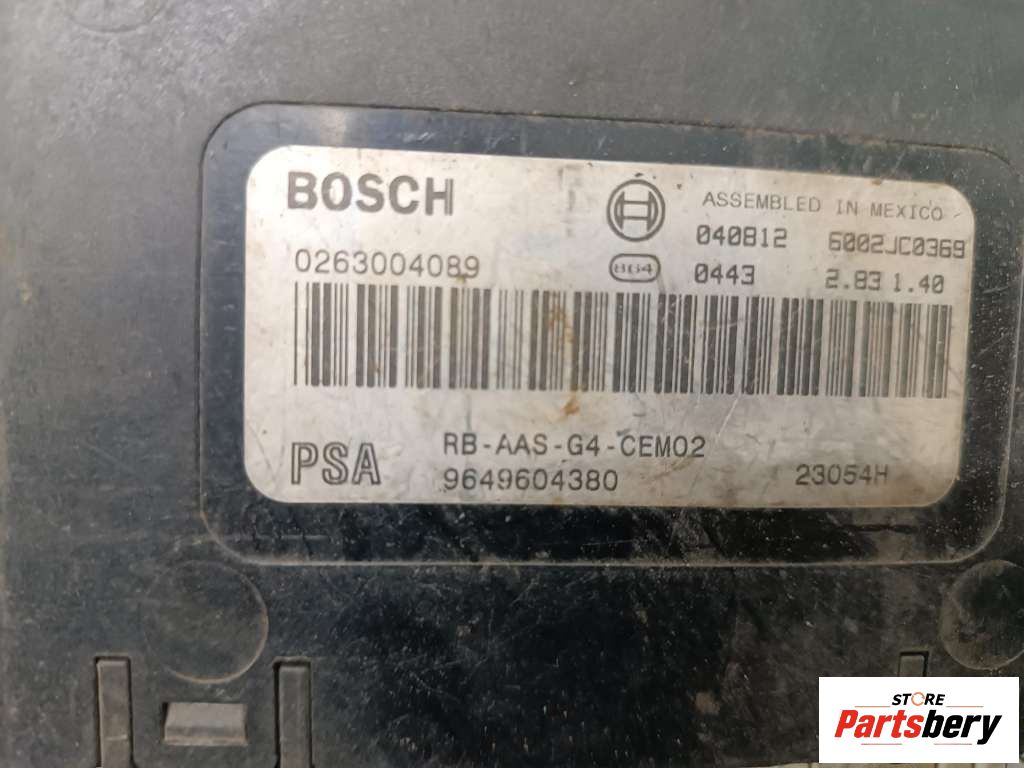 BOSCH
ASSEMBLED IN MEXICO
040812 6002JC0369
0263004089
0443 2.83 1.40
PSA
RB-AAS-G4-CEM02
9649604380
23054H
STORE
Partsbery